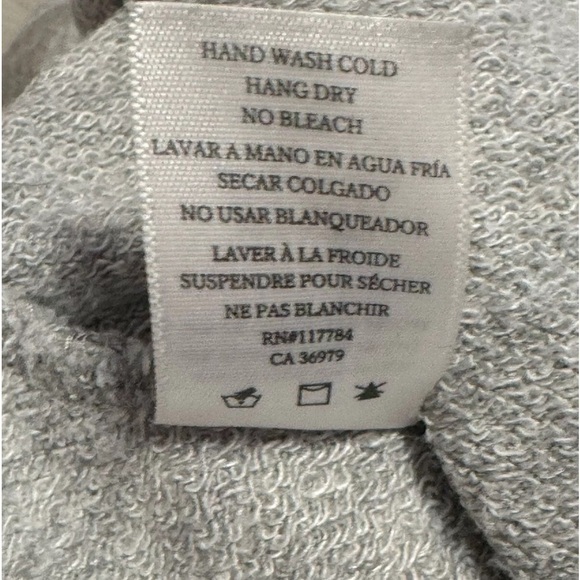 HAND WASH COLD
HANG DRY
NO BLEACH
LAVAR A MANO EN AGUA FRÍA
SECAR COLGADO
NO USAR BLANQUEADOR
LAVER À LA FROIDE
SUSPENDRE POUR SÉCHER
NE PAS BLANCHIR
RN#117784
CA 36979